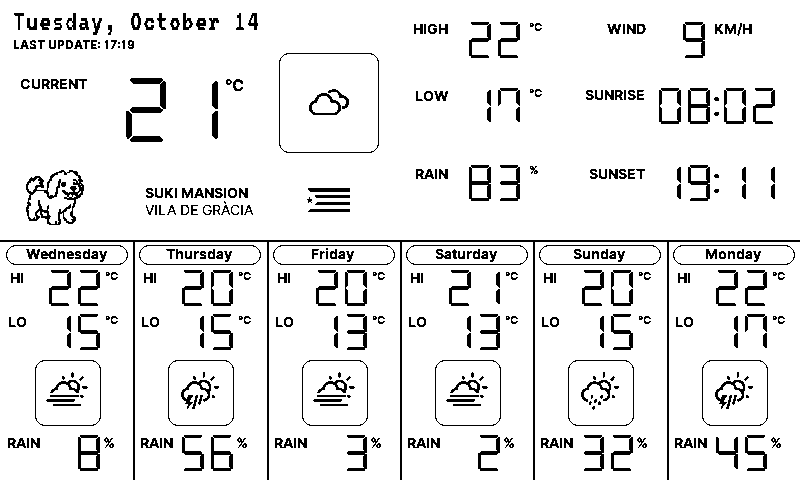 Tuesday, October 14
LAST UPDATE: 17:19
CURRENT 21 °C
HIGH 22 °C
WIND 9 KM/H
LOW 17 °C
SUNRISE 08:02
RAIN 83 %
SUNSET 19:11
SUKI MANSION
VILA DE GRÀCIA
Wednesday
HI 22 °C
LO 15 °C
RAIN 8 %
Thursday
HI 20 °C
LO 15 °C
RAIN 56 %
Friday
HI 20 °C
LO 13 °C
RAIN 3 %
Saturday
HI 21 °C
LO 13 °C
RAIN 2 %
Sunday
HI 20 °C
LO 15 °C
RAIN 32 %
Monday
HI 22 °C
LO 17 °C
RAIN 45 %